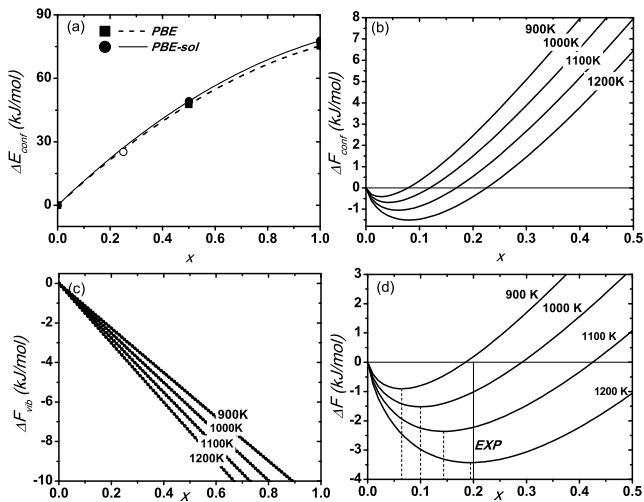 (a)
PBE
PBE-sol
ΔE_conf (kJ/mol)
90
60
30
0
0.0 0.2 0.4 0.6 0.8 1.0
x
(b)
900K
1000K
1100K
1200K
ΔF_conf (kJ/mol)
8
7
6
5
4
3
2
1
0
-1
0.0 0.1 0.2 0.3 0.4 0.5
x
(c)
900K
1000K
1100K
1200K
ΔF_vib (kJ/mol)
0
-2
-4
-6
-8
-10
0.0 0.2 0.4 0.6 0.8 1.0
x
(d)
900 K
1000 K
1100 K
1200 K
EXP
ΔF (kJ/mol)
3
2
1
0
-1
-2
-3
-4
0.0 0.1 0.2 0.3 0.4 0.5
x